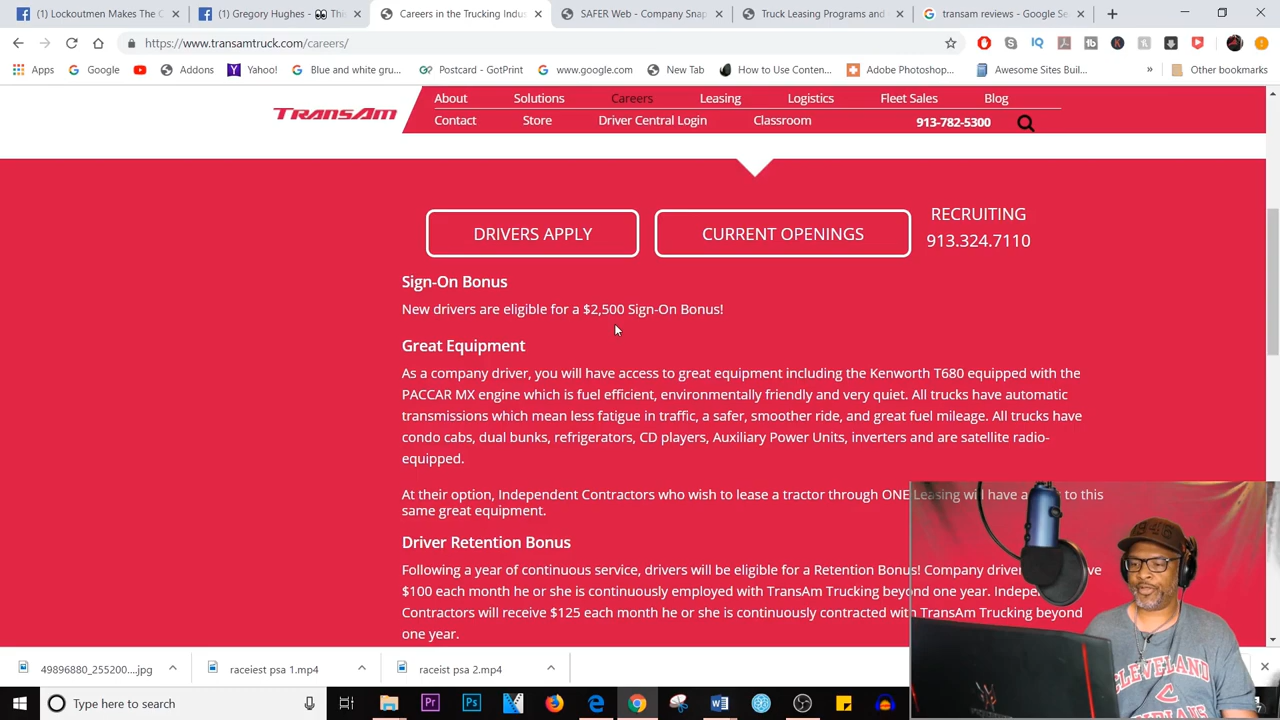 Lockoutmen Makes The C
(1) Gregory Hughes - 👀 The
Careers in the Trucking Indus
SAFER Web - Company Snap
Truck Leasing Programs and
transam reviews - Google Se
https://www.transamtruck.com/careers/
Apps
Google
Addons
Yahoo!
Blue and white gru...
Postcard - GotPrint
www.google.com
New Tab
How to Use Conten...
Adobe Photoshop...
Awesome Sites Buil...
»
Other bookmarks
TRANSAM
About
Solutions
Careers
Leasing
Logistics
Fleet Sales
Blog
Contact
Store
Driver Central Login
Classroom
913-782-5300
DRIVERS APPLY
CURRENT OPENINGS
RECRUITING
913.324.7110
Sign-On Bonus
New drivers are eligible for a $2,500 Sign-On Bonus!
Great Equipment
As a company driver, you will have access to great equipment including the Kenworth T680 equipped with the
PACCAR MX engine which is fuel efficient, environmentally friendly and very quiet. All trucks have automatic
transmissions which mean less fatigue in traffic, a safer, smoother ride, and great fuel mileage. All trucks have
condo cabs, dual bunks, refrigerators, CD players, Auxiliary Power Units, inverters and are satellite radio-
equipped.
At their option, Independent Contractors who wish to lease a tractor through ONE Leasing will have a to this
same great equipment.
Driver Retention Bonus
Following a year of continuous service, drivers will be eligible for a Retention Bonus! Company driver ve
$100 each month he or she is continuously employed with TransAm Trucking beyond one year. Indepe
Contractors will receive $125 each month he or she is continuously contracted with TransAm Trucking beyond
one year.
1946
CLEVELAND
INDIANS
49896880_255200....jpg
raceiest psa 1.mp4
raceist psa 2.mp4
Type here to search